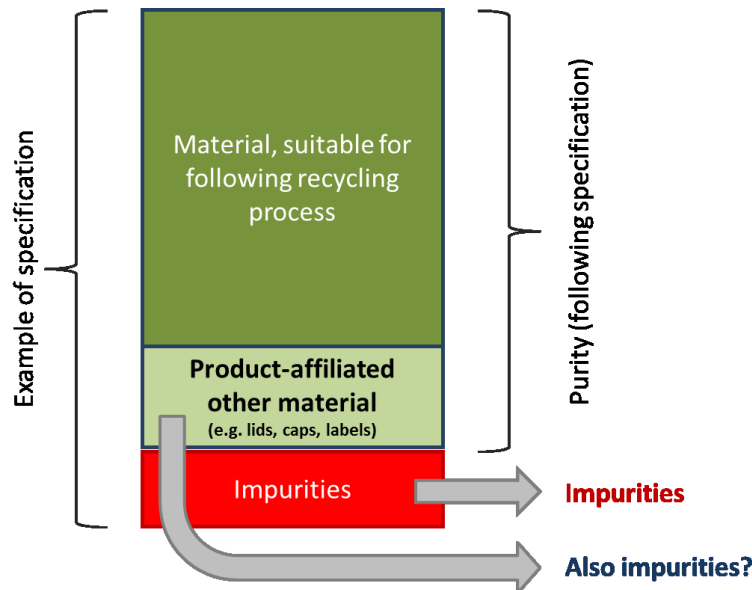 Example of specification
Material, suitable for
following recycling
process
Product-affiliated
other material
(e.g. lids, caps, labels)
Impurities
Purity (following specification)
Impurities
Also impurities?